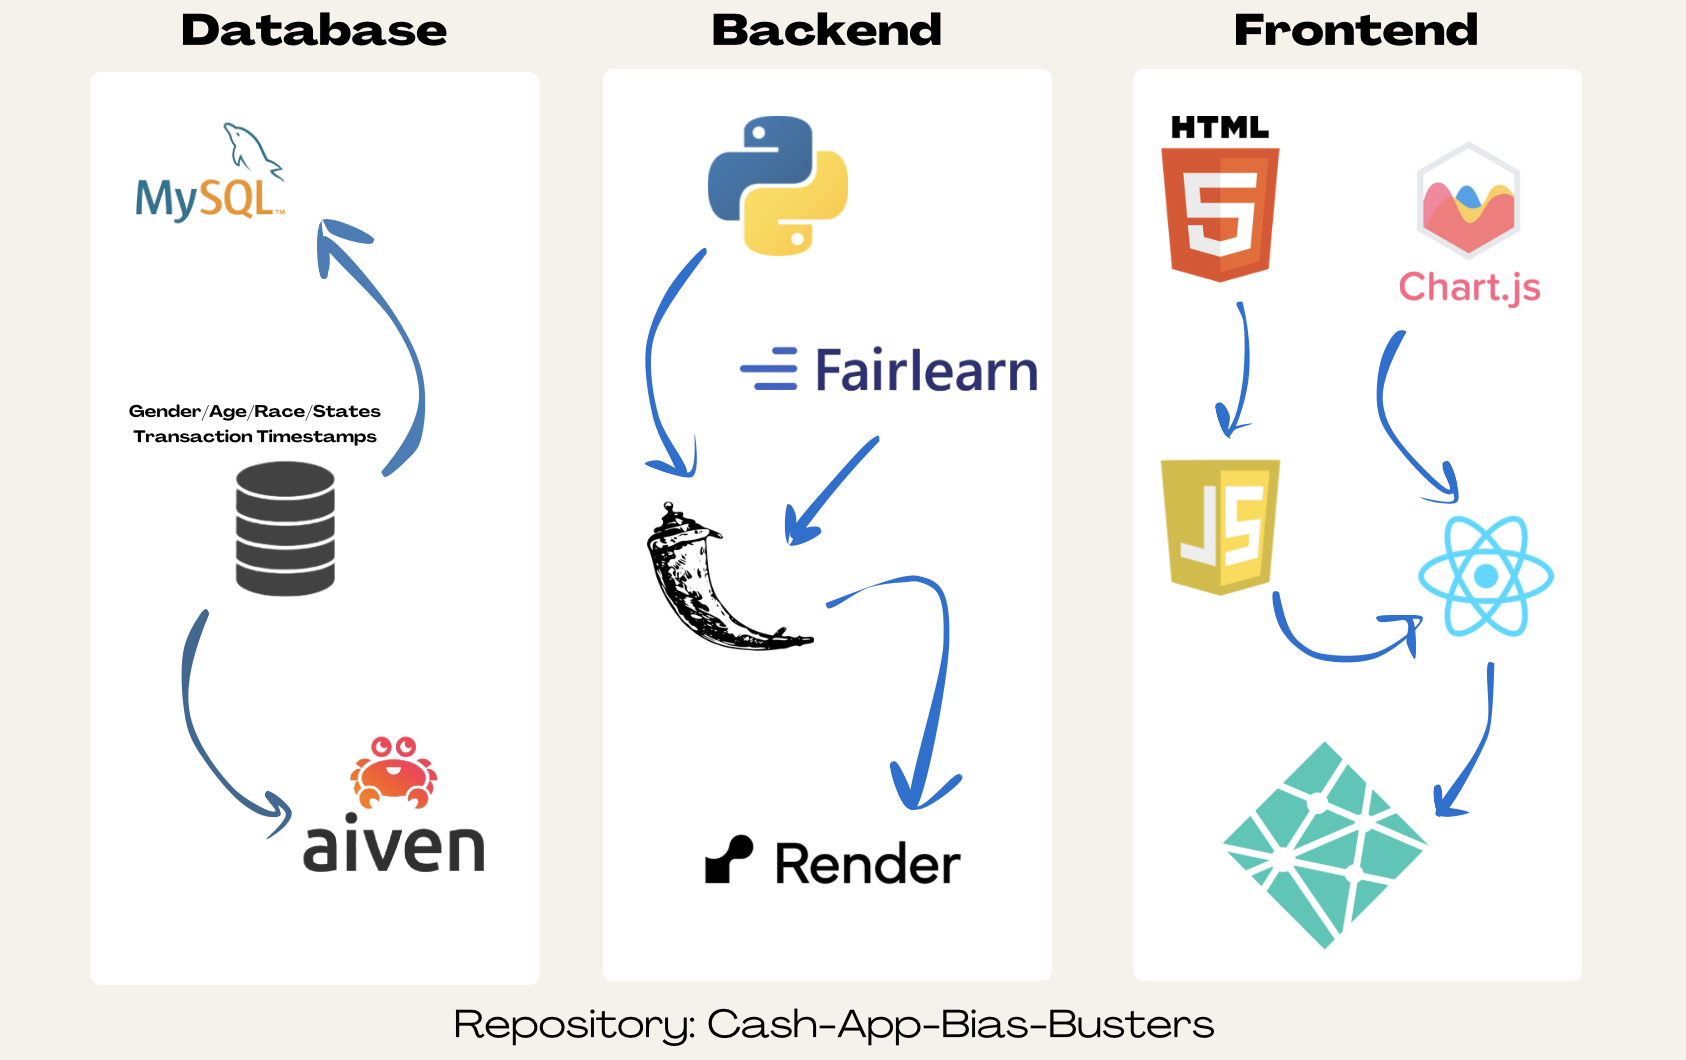 Database
MySQL™
Gender/Age/Race/States
Transaction Timestamps
aiven
Backend
Fairlearn
Render
Frontend
HTML
5
Chart.js
JS
Repository: Cash-App-Bias-Busters